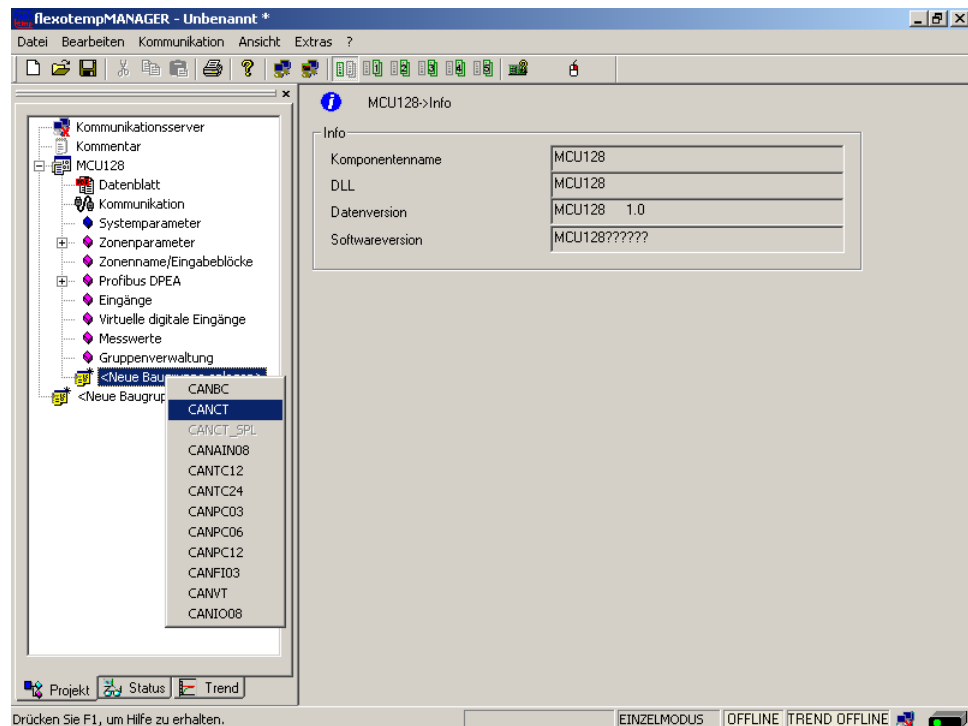 flexotempMANAGER - Unbenannt *
Datei Bearbeiten Kommunikation Ansicht Extras ?
MCU128->Info
Kommunikationsserver
Kommentar
MCU128
Datenblatt
Kommunikation
Systemparameter
Zonenparameter
Zonenname/Eingabeblöcke
Profibus DPEA
Eingänge
Virtuelle digitale Eingänge
Messwerte
Gruppenverwaltung
<Neue
<Neue
CANBC
CANCT
CANCT_SPL
CANAIN08
CANTC12
CANTC24
CANPC03
CANPC06
CANPC12
CANFI03
CANVT
CANIO08
Info
Komponentenname MCU128
DLL MCU128
Datenversion MCU128 1.0
Softwareversion MCU128??????
Projekt Status Trend
Drücken Sie F1, um Hilfe zu erhalten.
EINZELMODUS OFFLINE TREND OFFLINE